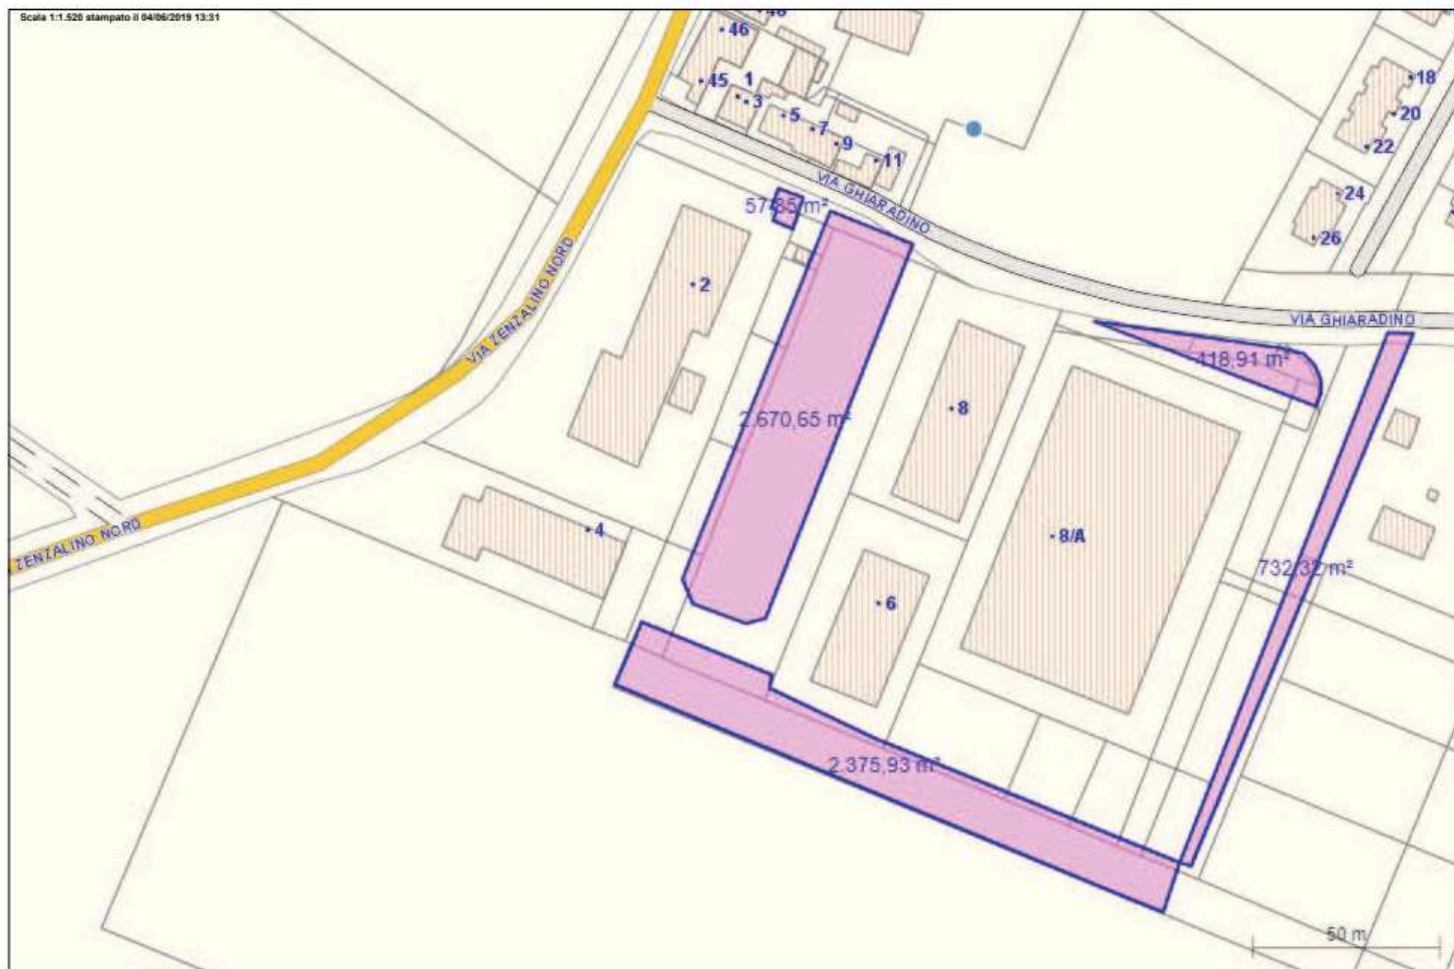 Scala 1:1.520 stampato il 04/06/2019 13:31
46
45
1
3
5
7
9
11
18
20
22
24
26
VIA GHIARADINO
57,85 m²
2
VIA ZENZALINO NORD
VIA GHIARADINO
418,91 m²
8
2.670,65 m²
4
8/A
ZENZALINO NORD
732,32 m²
6
2.375,93 m²
50 m